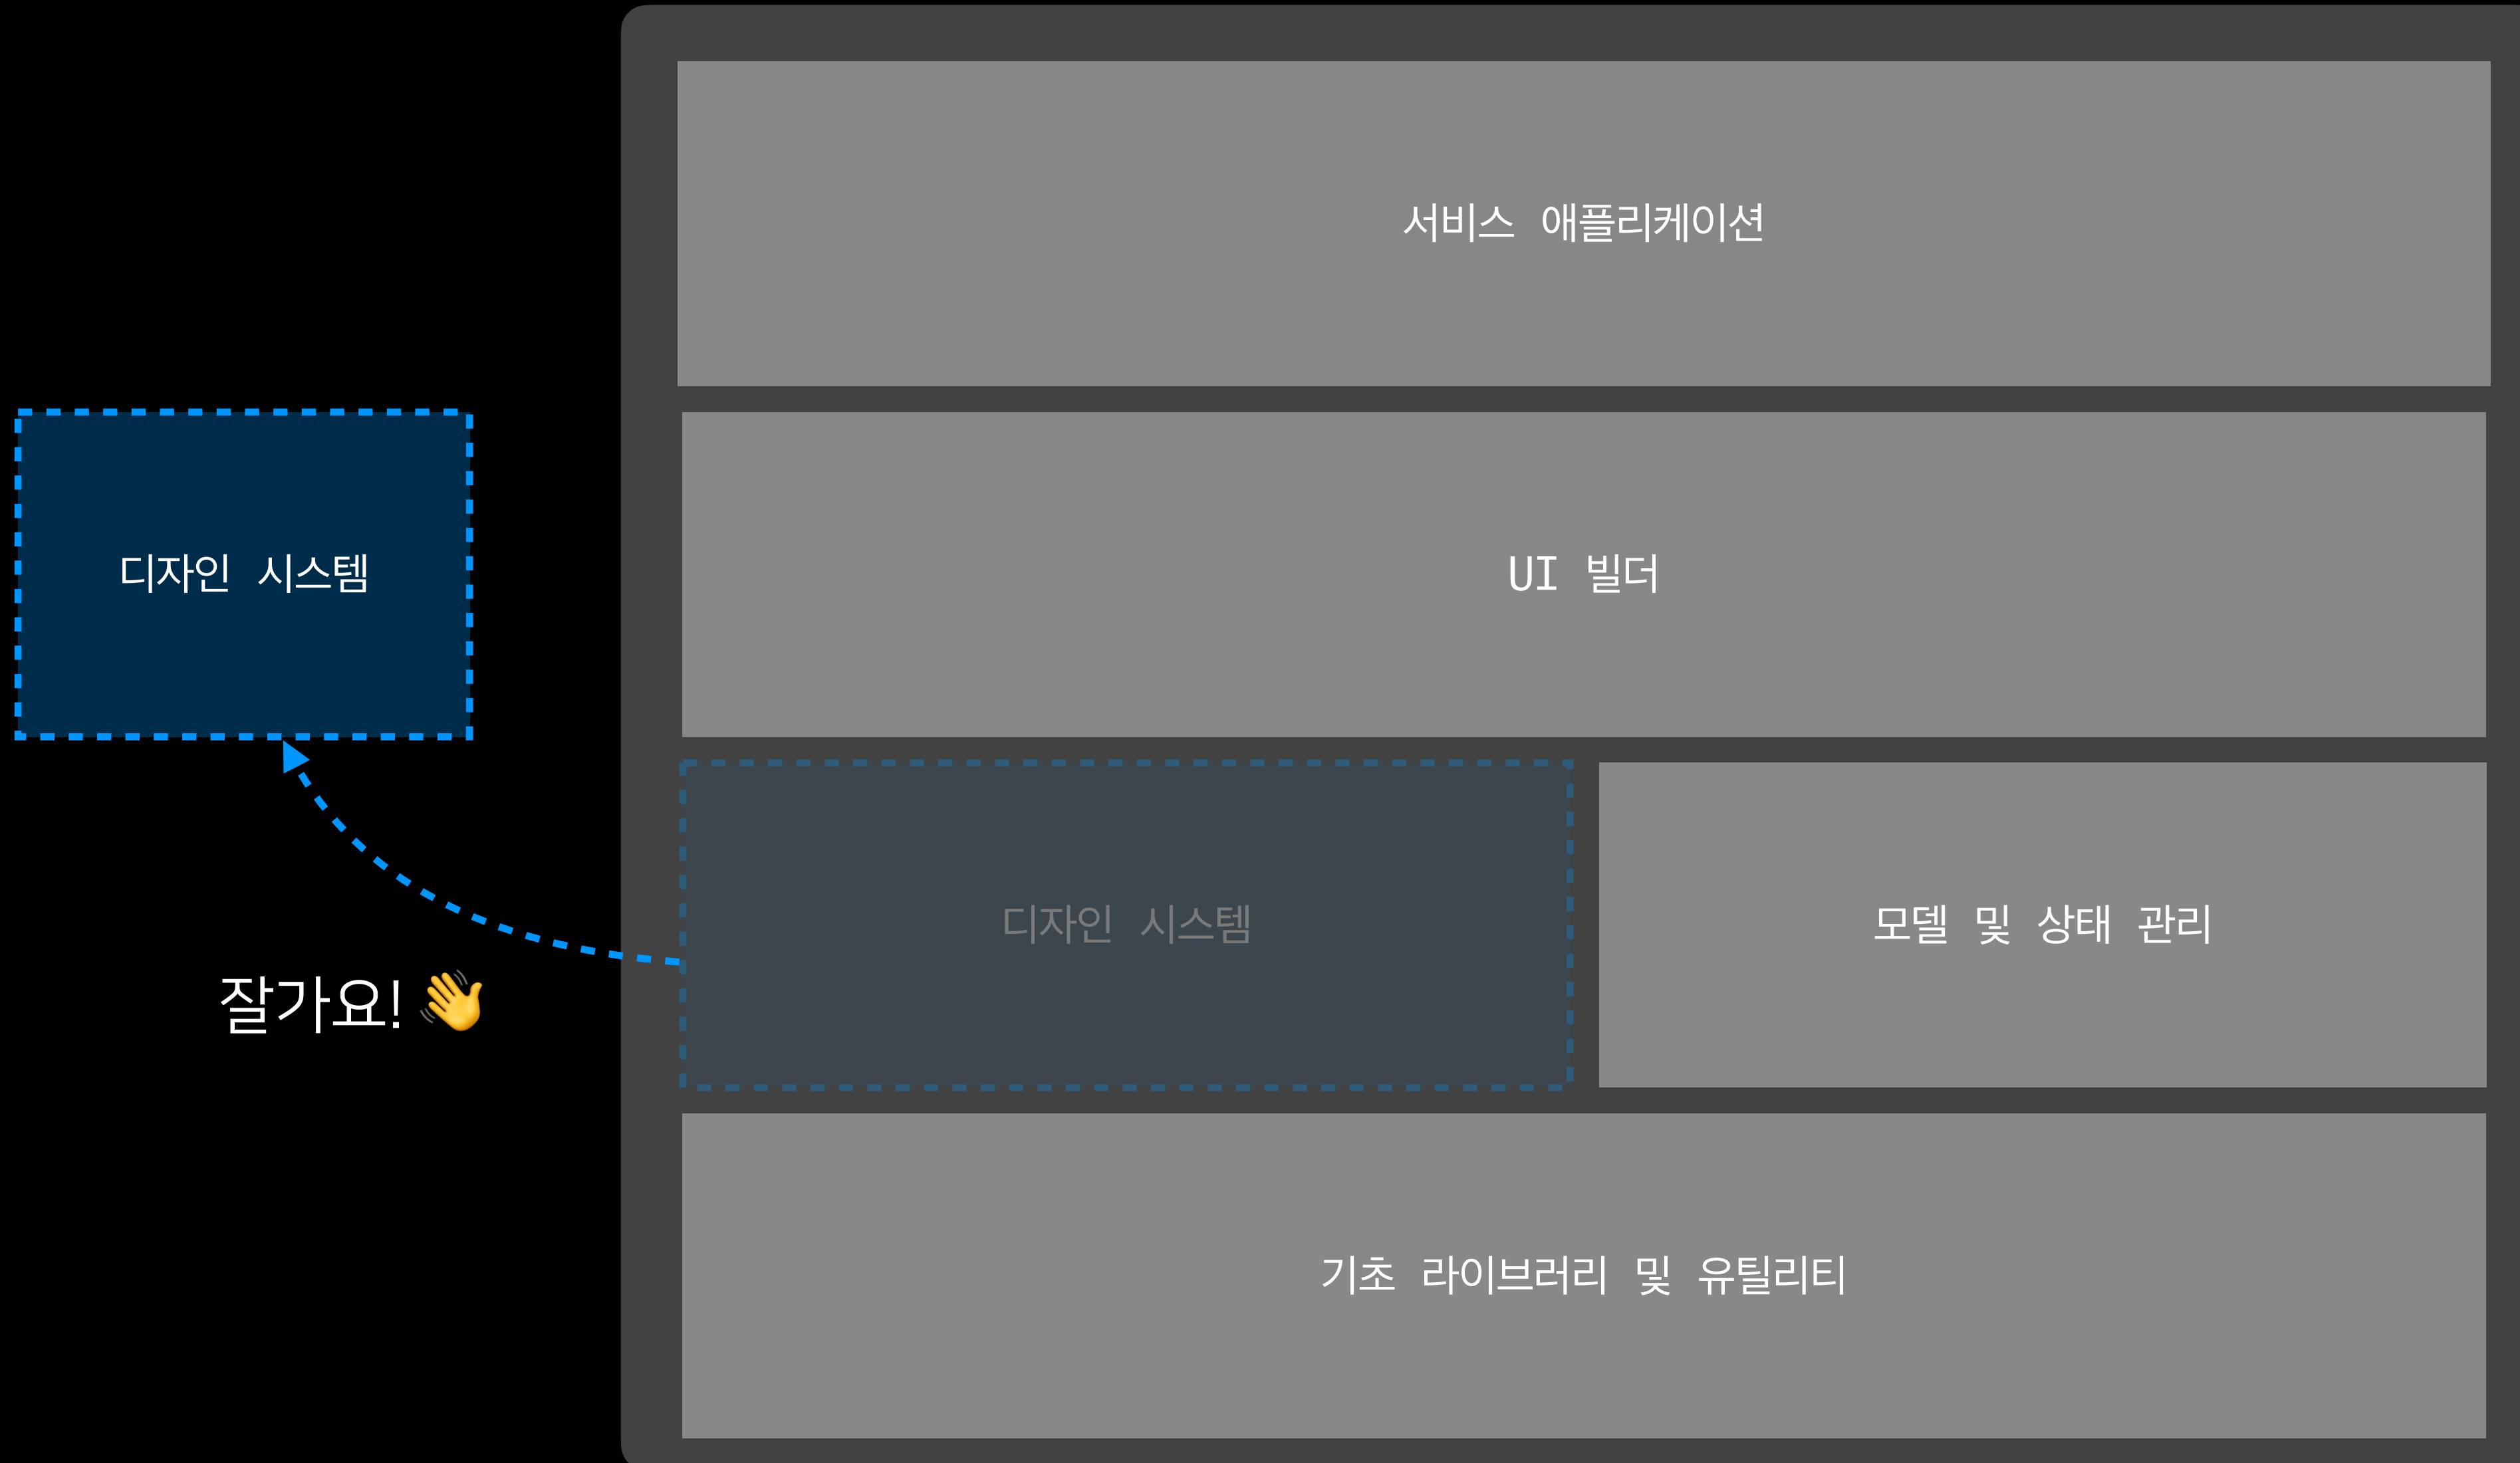 서비스 애플리케이션
디자인 시스템
UI 빌더
디자인 시스템
모델 및 상태 관리
잘가요! 👋
기초 라이브러리 및 유틸리티